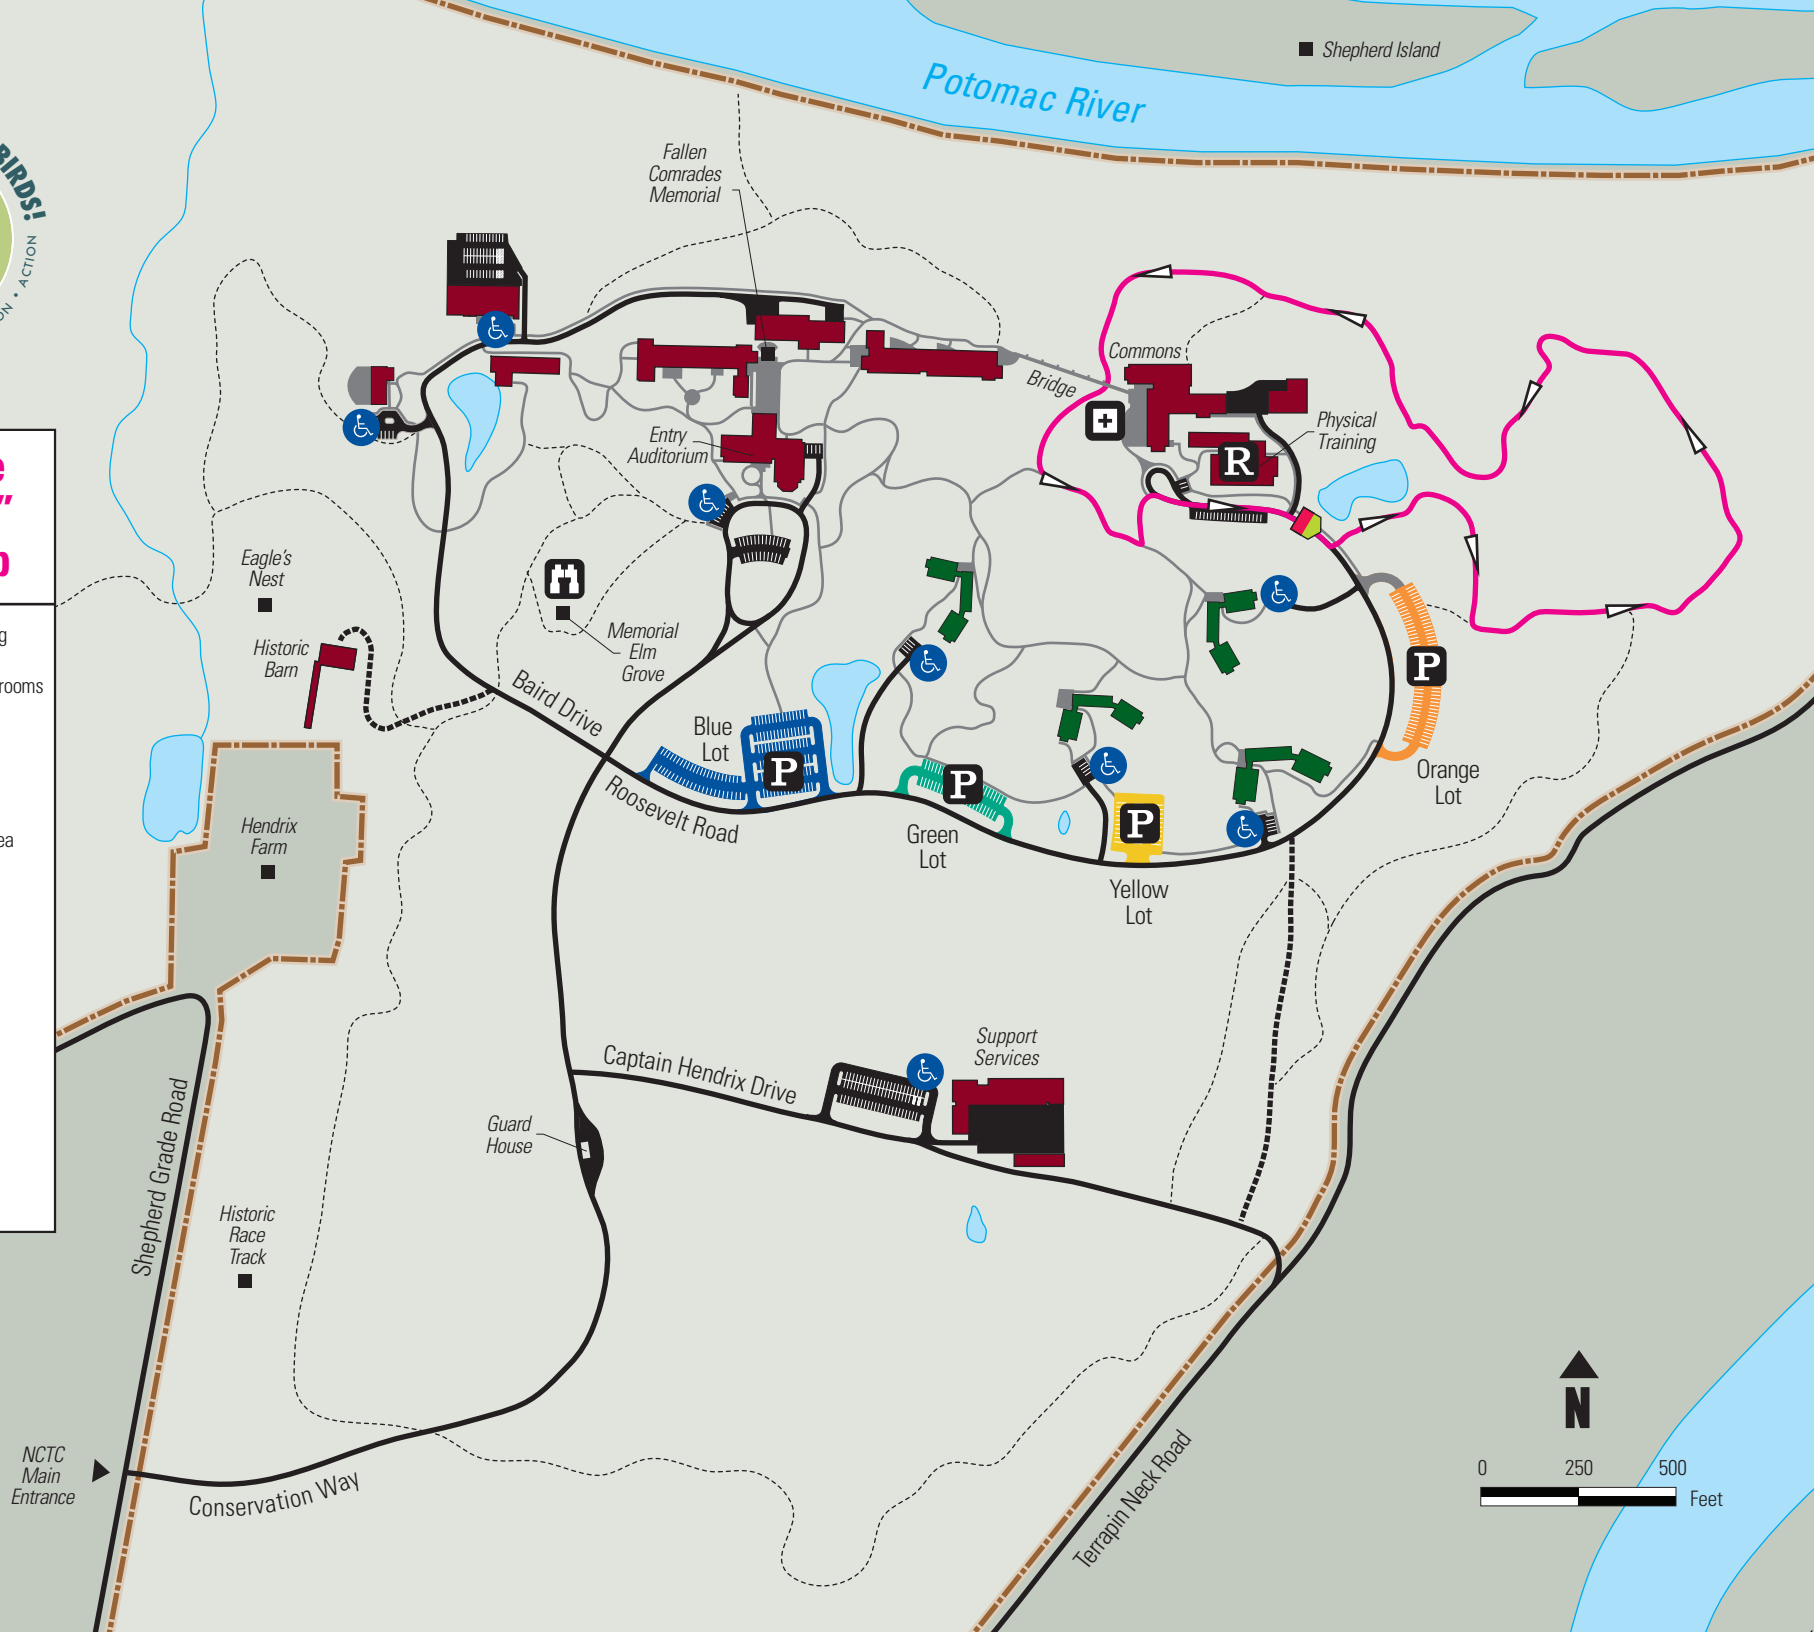 Shepherd Island
Potomac River
BIRDS!
ACTION
Fallen
Comrades
Memorial
Commons
Bridge
Physical
Training
R
Entry
Auditorium
Eagle's
Nest
Historic
Barn
Memorial
Elm
Grove
Baird Drive
Blue
Lot
P
Roosevelt Road
P
Green
Lot
P
Yellow
Lot
P
Orange
Lot
Hendrix
Farm
Support
Services
Captain Hendrix Drive
Guard
House
Shepherd Grade Road
Historic
Race
Track
NCTC
Main
Entrance
Conservation Way
Terrapin Neck Road
N
0 250 500
Feet